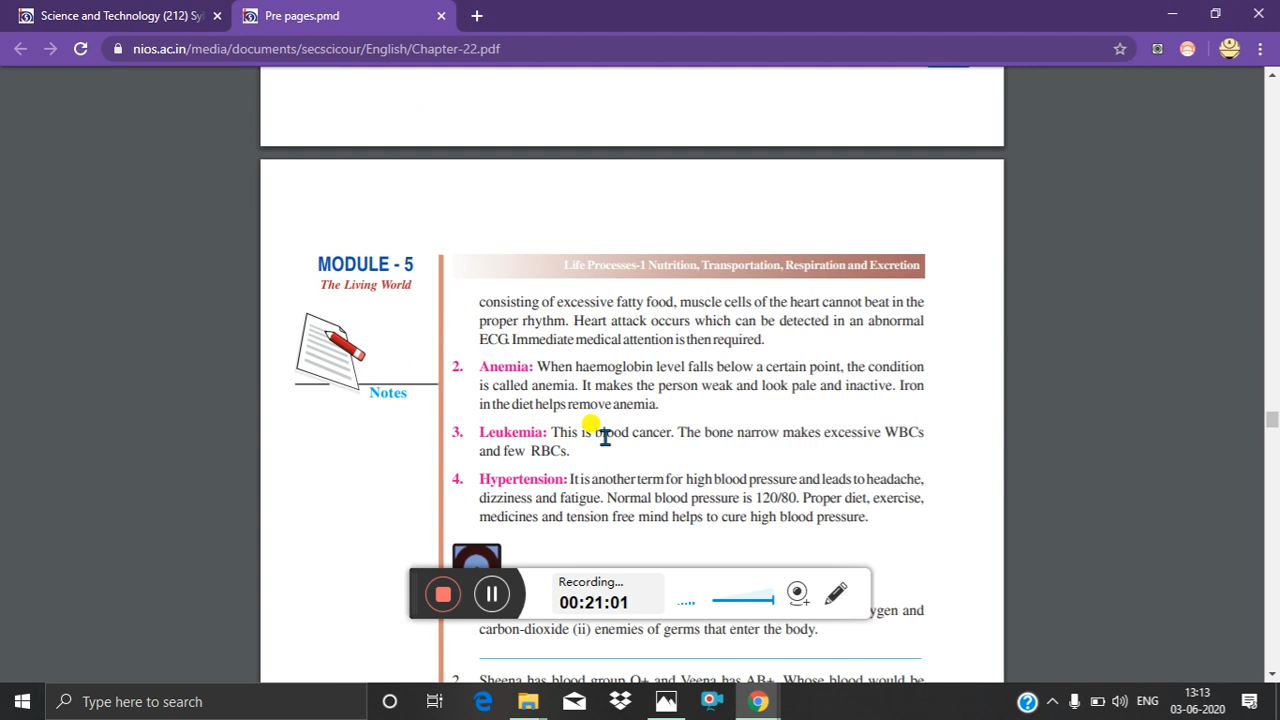 Science and Technology (212) Syl
Pre pages.pmd
nios.ac.in/media/documents/secscicour/English/Chapter-22.pdf
MODULE - 5
The Living World
Notes
Life Processes-1 Nutrition, Transportation, Respiration and Excretion
consisting of excessive fatty food, muscle cells of the heart cannot beat in the
proper rhythm. Heart attack occurs which can be detected in an abnormal
ECG. Immediate medical attention is then required.
2. Anemia: When haemoglobin level falls below a certain point, the condition
is called anemia. It makes the person weak and look pale and inactive. Iron
in the diet helps remove anemia.
3. Leukemia: This is blood cancer. The bone narrow makes excessive WBCs
and few RBCs.
4. Hypertension: It is another term for high blood pressure and leads to headache,
dizziness and fatigue. Normal blood pressure is 120/80. Proper diet, exercise,
medicines and tension free mind helps to cure high blood pressure.
Recording...
00:21:01
ygen and
carbon-dioxide (ii) enemies of germs that enter the body.
2. Sheena has blood group O+ and Veena has AB+. Whose blood would be
Type here to search
ENG
13:13
03-06-2020